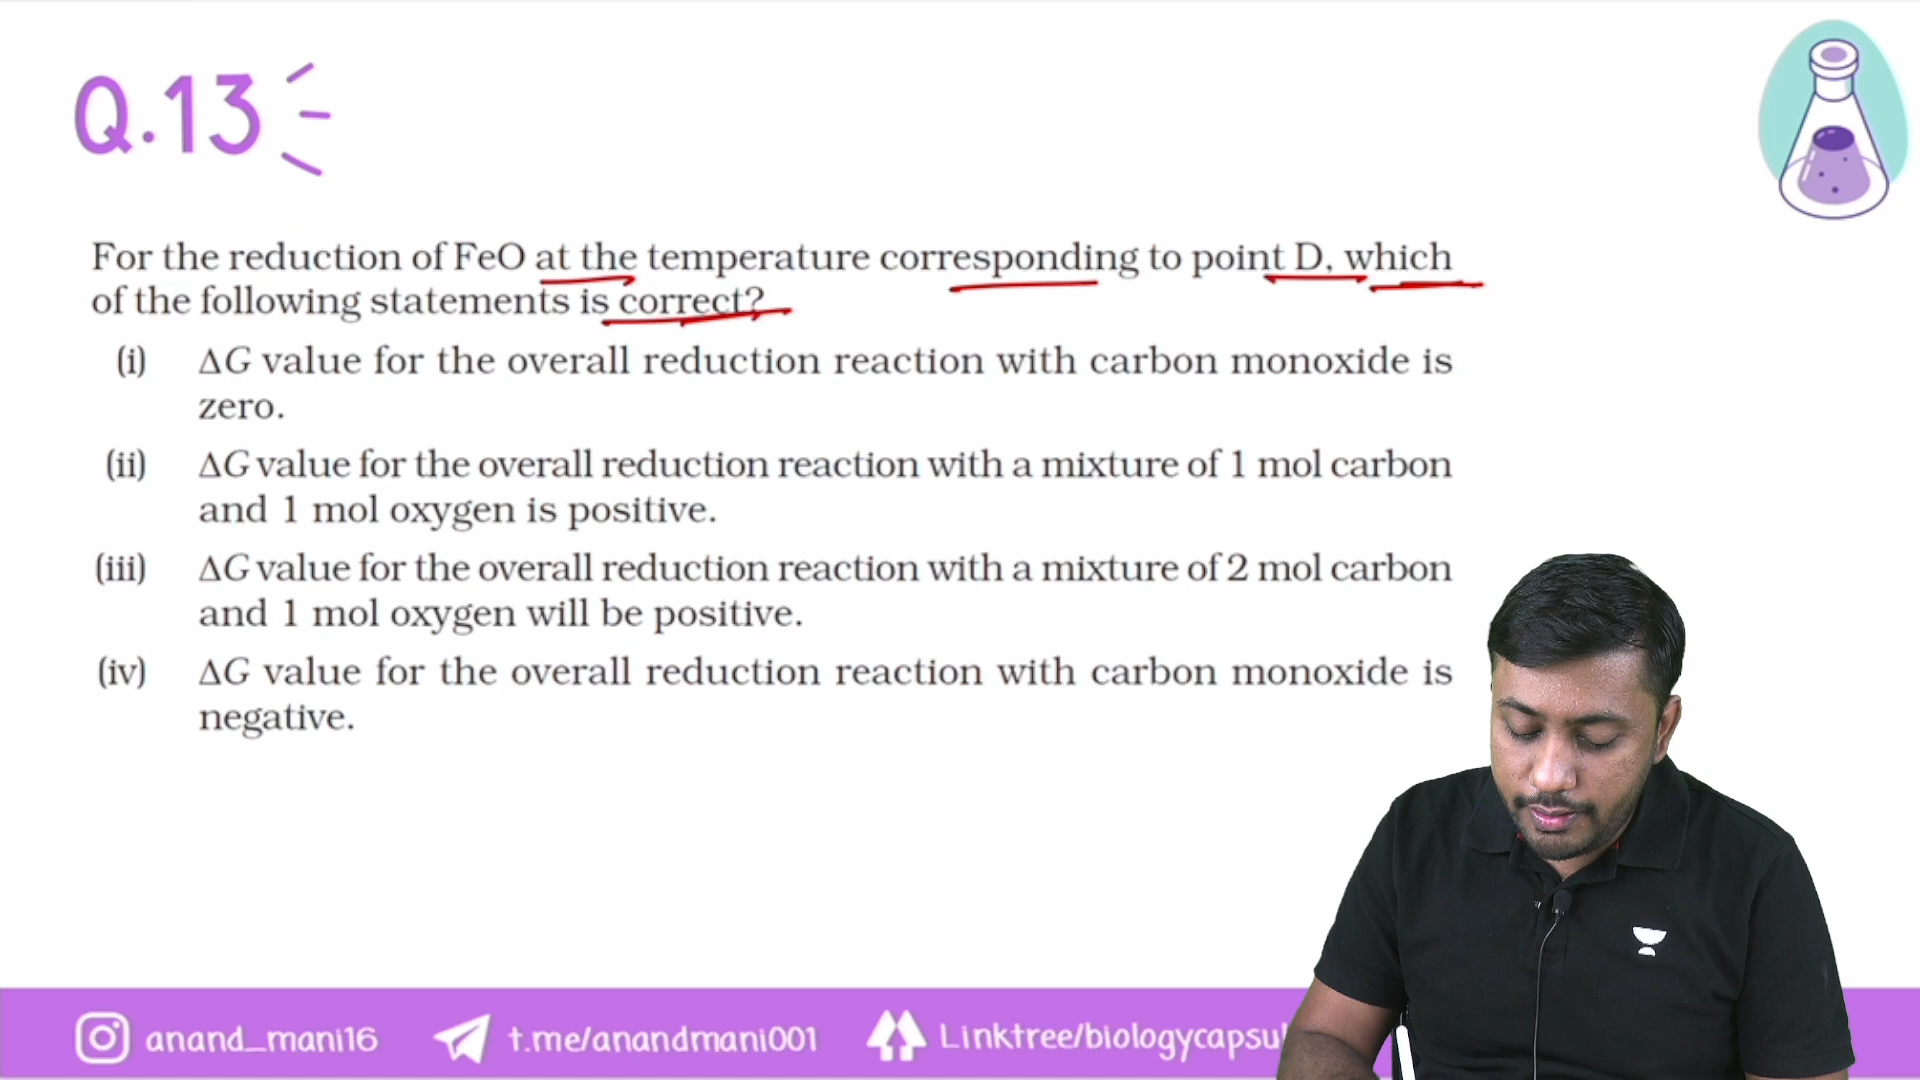 Q.13
For the reduction of FeO at the temperature corresponding to point D, which
of the following statements is correct?
(i) ΔG value for the overall reduction reaction with carbon monoxide is
zero.
(ii) ΔG value for the overall reduction reaction with a mixture of 1 mol carbon
and 1 mol oxygen is positive.
(iii) ΔG value for the overall reduction reaction with a mixture of 2 mol carbon
and 1 mol oxygen will be positive.
(iv) ΔG value for the overall reduction reaction with carbon monoxide is
negative.
anand_mani16 t.me/anandmani001 Linktree/biologycapsul